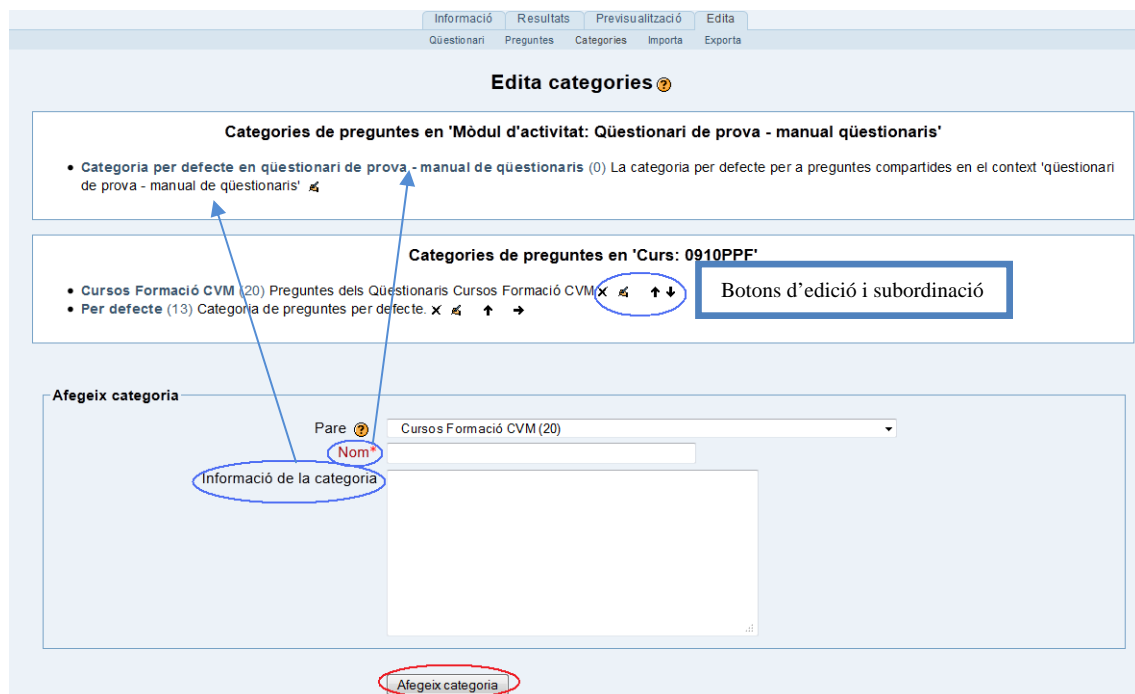 Informació Resultats Previsualització Edita
Qüestionari Preguntes Categories Importa Exporta
Edita categories
Categories de preguntes en 'Mòdul d'activitat: Qüestionari de prova - manual qüestionaris'
Categoria per defecte en qüestionari de prova - manual de qüestionaris (0) La categoria per defecte per a preguntes compartides en el context 'qüestionari
de prova - manual de qüestionaris'
Categories de preguntes en 'Curs: 0910PPF'
Cursos Formació CVM (20) Preguntes dels Qüestionaris Cursos Formació CVM
Botons d'edició i subordinació
Per defecte (13) Categoria de preguntes per defecte.
Afegeix categoria
Pare Cursos Formació CVM (20)
Nom*
Informació de la categoria
Afegeix categoria